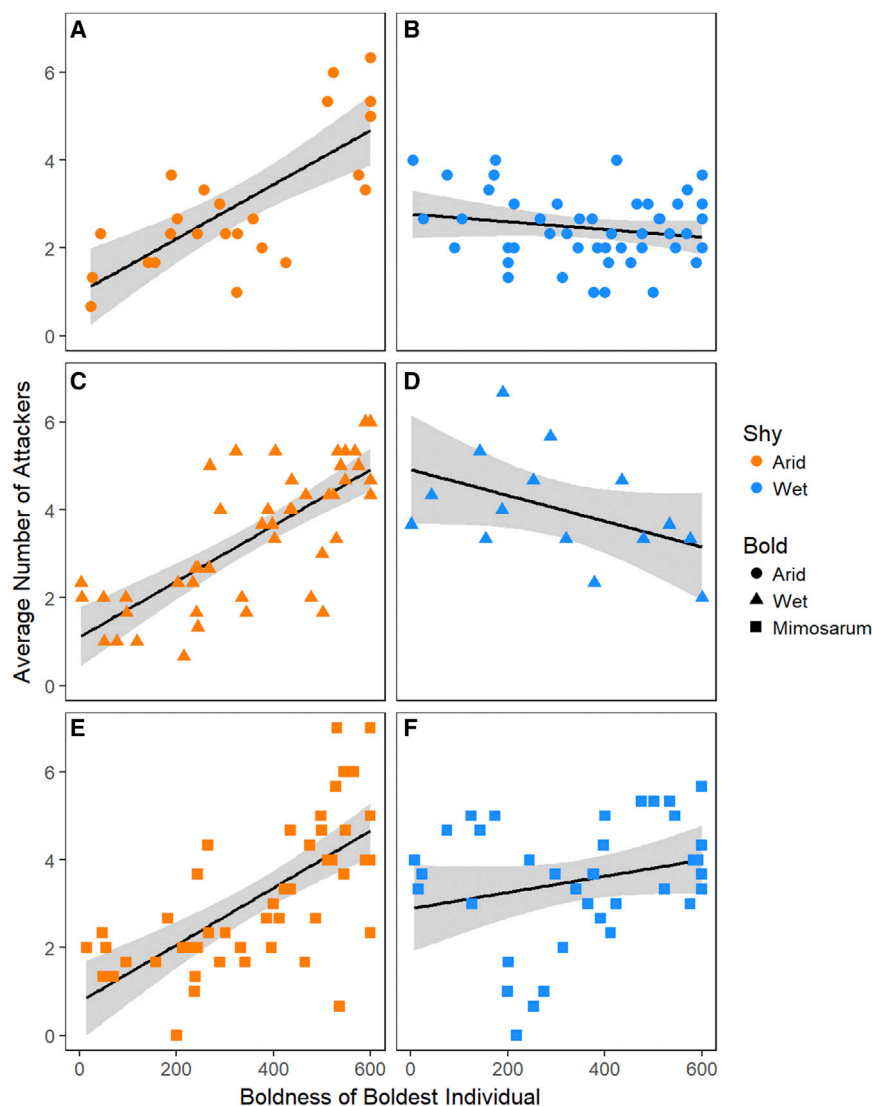 A
B
6
4
2
0
C
D
6
4
2
0
E
F
6
4
2
0
0
200
400
600
0
200
400
600
Average Number of Attackers
Boldness of Boldest Individual
Shy
Arid
Wet
Bold
Arid
Wet
Mimosarum